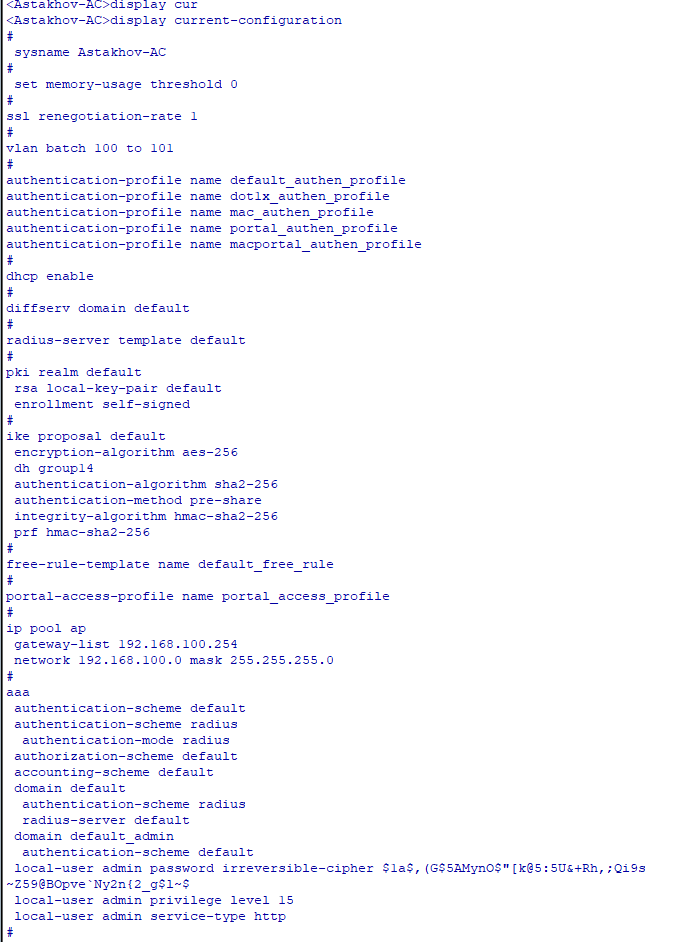 <Astakhov-AC>display cur
<Astakhov-AC>display current-configuration
#
 sysname Astakhov-AC
#
 set memory-usage threshold 0
#
ssl renegotiation-rate 1
#
vlan batch 100 to 101
#
authentication-profile name default_authen_profile
authentication-profile name dot1x_authen_profile
authentication-profile name mac_authen_profile
authentication-profile name portal_authen_profile
authentication-profile name macportal_authen_profile
#
dhcp enable
#
diffserv domain default
#
radius-server template default
#
pki realm default
 rsa local-key-pair default
 enrollment self-signed
#
ike proposal default
 encryption-algorithm aes-256
 dh group14
 authentication-algorithm sha2-256
 authentication-method pre-share
 integrity-algorithm hmac-sha2-256
 prf hmac-sha2-256
#
free-rule-template name default_free_rule
#
portal-access-profile name portal_access_profile
#
ip pool ap
 gateway-list 192.168.100.254
 network 192.168.100.0 mask 255.255.255.0
#
aaa
 authentication-scheme default
 authentication-scheme radius
  authentication-mode radius
 authorization-scheme default
 accounting-scheme default
 domain default
  authentication-scheme radius
  radius-server default
 domain default_admin
  authentication-scheme default
 local-user admin password irreversible-cipher $1a$,(G$5AMynO$"[k@5:5U&+Rh,;Qi9s
~Z59@BOpve`Ny2n{2_g$l~$
 local-user admin privilege level 15
 local-user admin service-type http
#